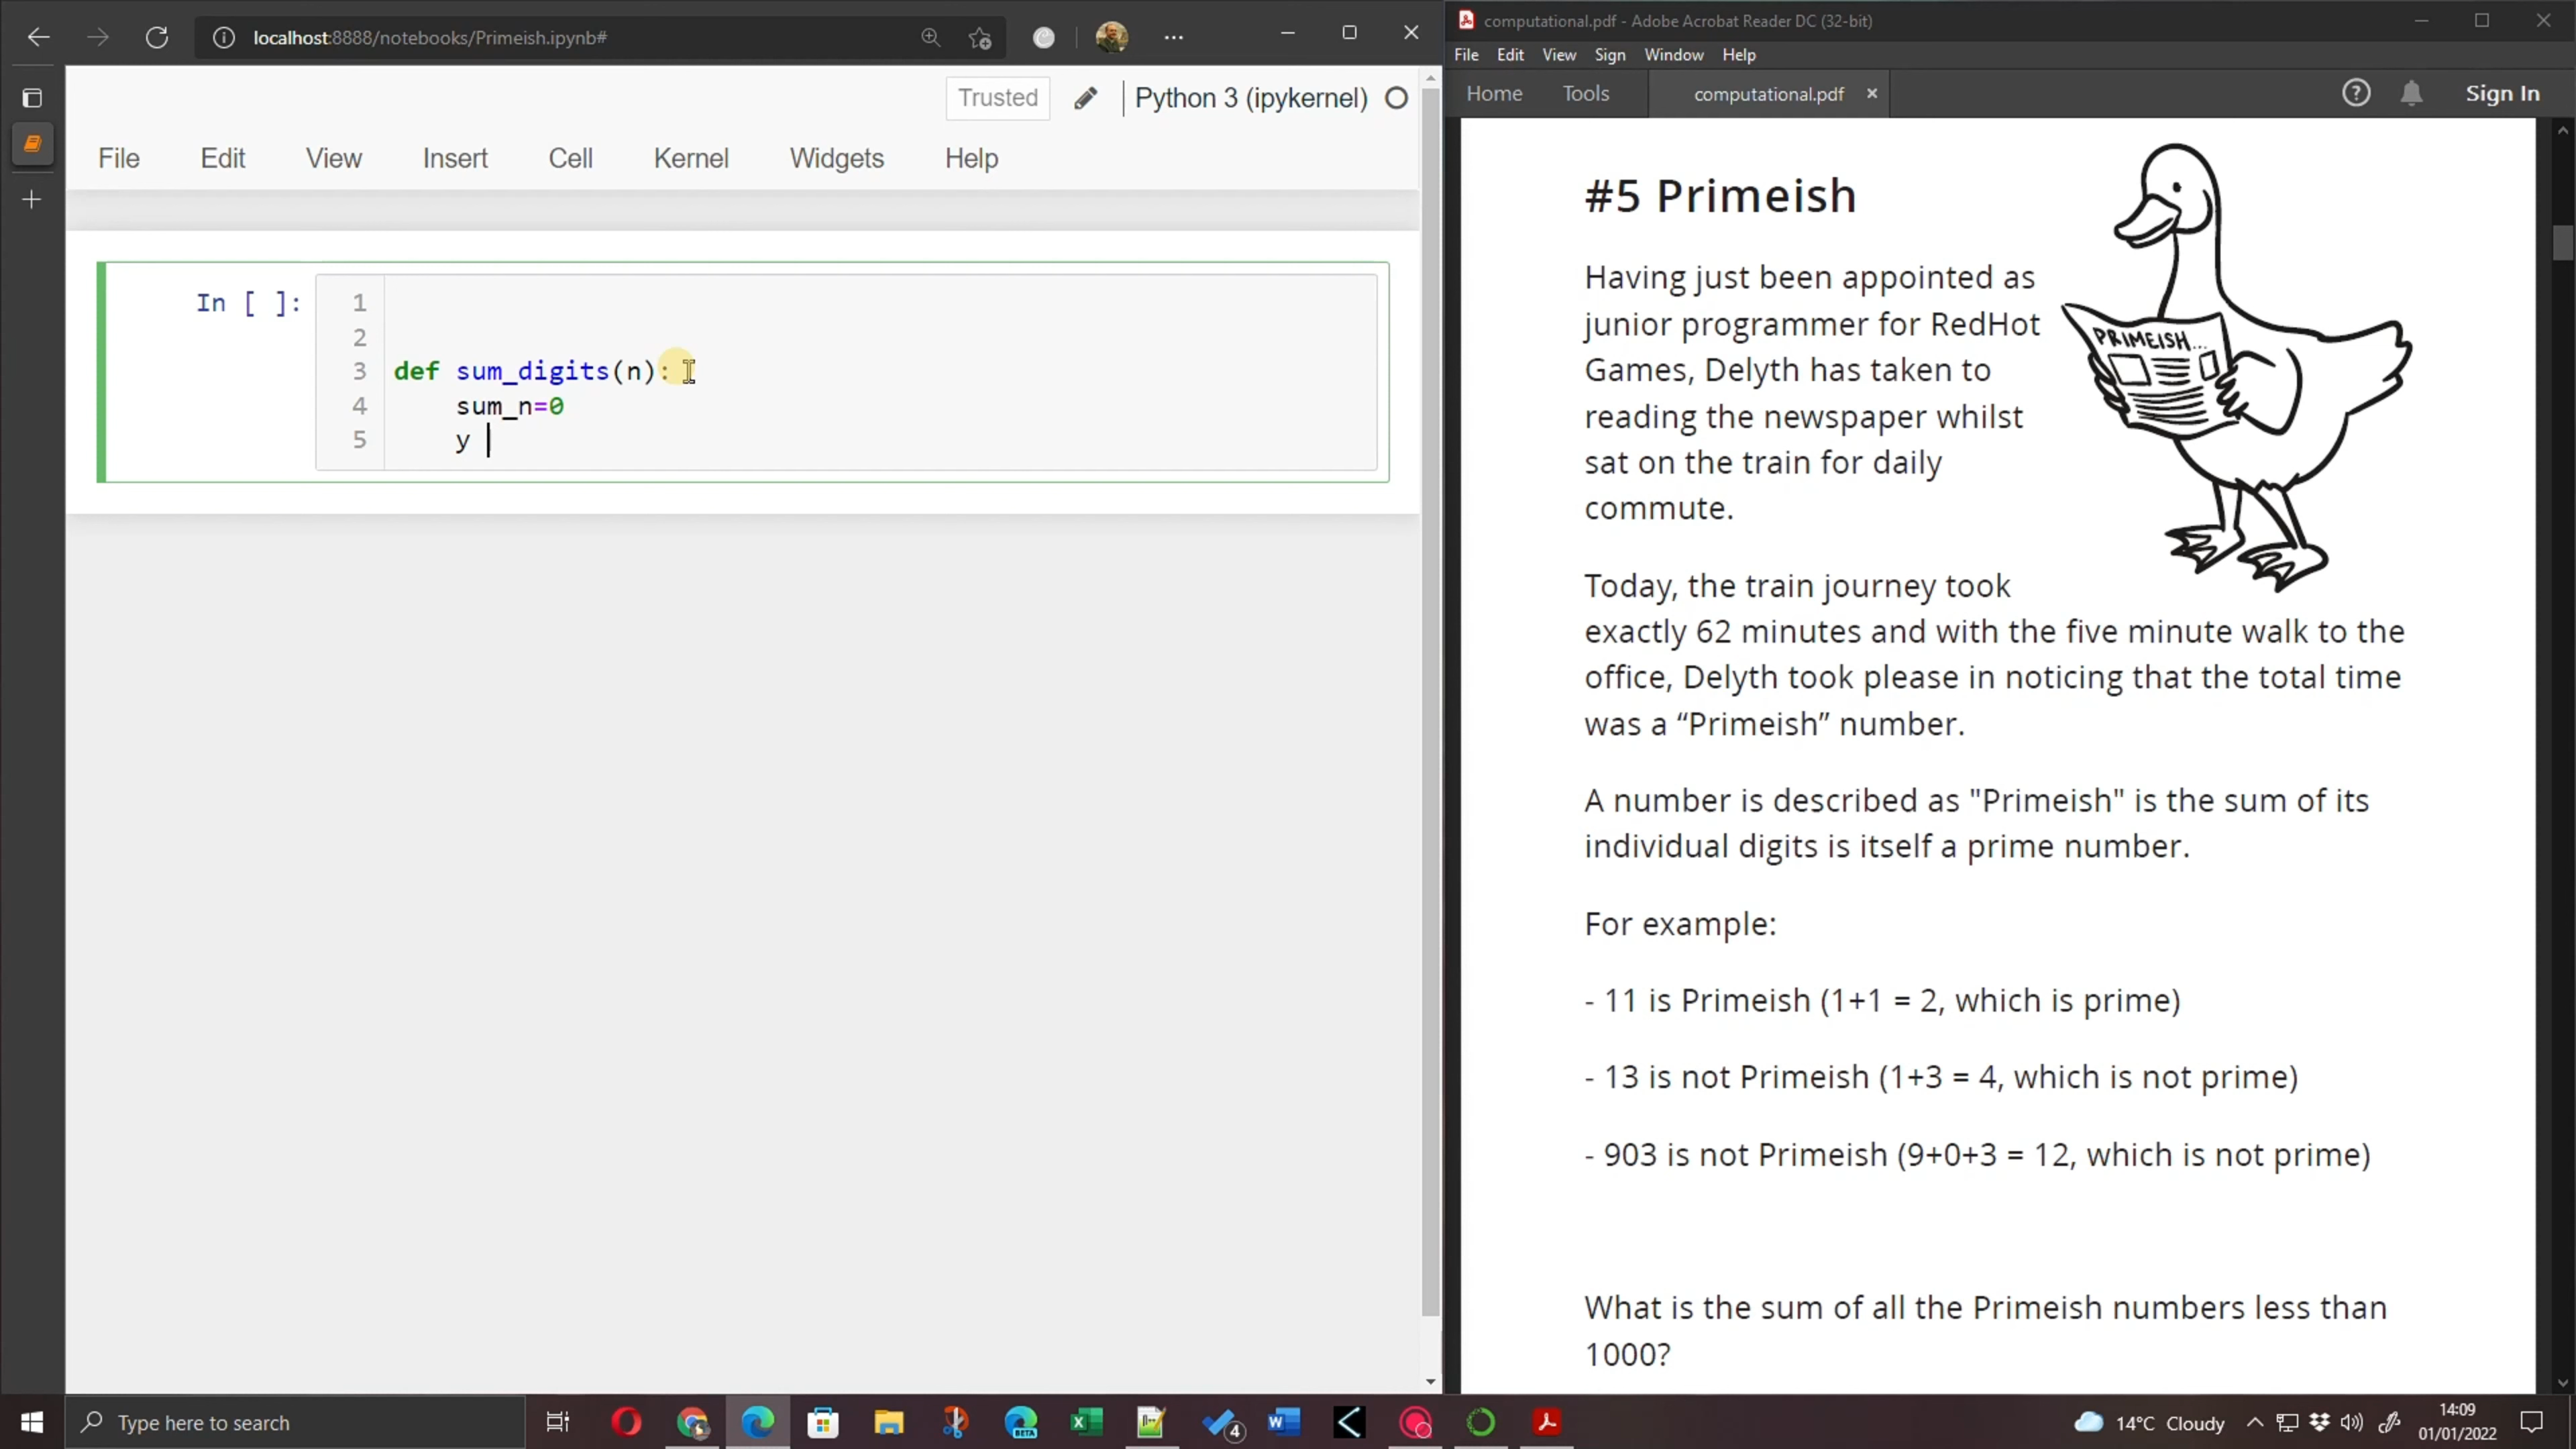 localhost:8888/notebooks/Primeish.ipynb#
Trusted
Python 3 (ipykernel)
File Edit View Insert Cell Kernel Widgets Help
In [ ]:
1
2
3 def sum_digits(n):
4 sum_n=0
5 y
computational.pdf - Adobe Acrobat Reader DC (32-bit)
File Edit View Sign Window Help
Home Tools computational.pdf Sign In
#5 Primeish
PRIMEISH...
Having just been appointed as
junior programmer for RedHot
Games, Delyth has taken to
reading the newspaper whilst
sat on the train for daily
commute.
Today, the train journey took
exactly 62 minutes and with the five minute walk to the
office, Delyth took please in noticing that the total time
was a “Primeish” number.
A number is described as "Primeish" is the sum of its
individual digits is itself a prime number.
For example:
- 11 is Primeish (1+1 = 2, which is prime)
- 13 is not Primeish (1+3 = 4, which is not prime)
- 903 is not Primeish (9+0+3 = 12, which is not prime)
What is the sum of all the Primeish numbers less than
1000?
Type here to search
BETA
4
14°C Cloudy
14:09
01/01/2022